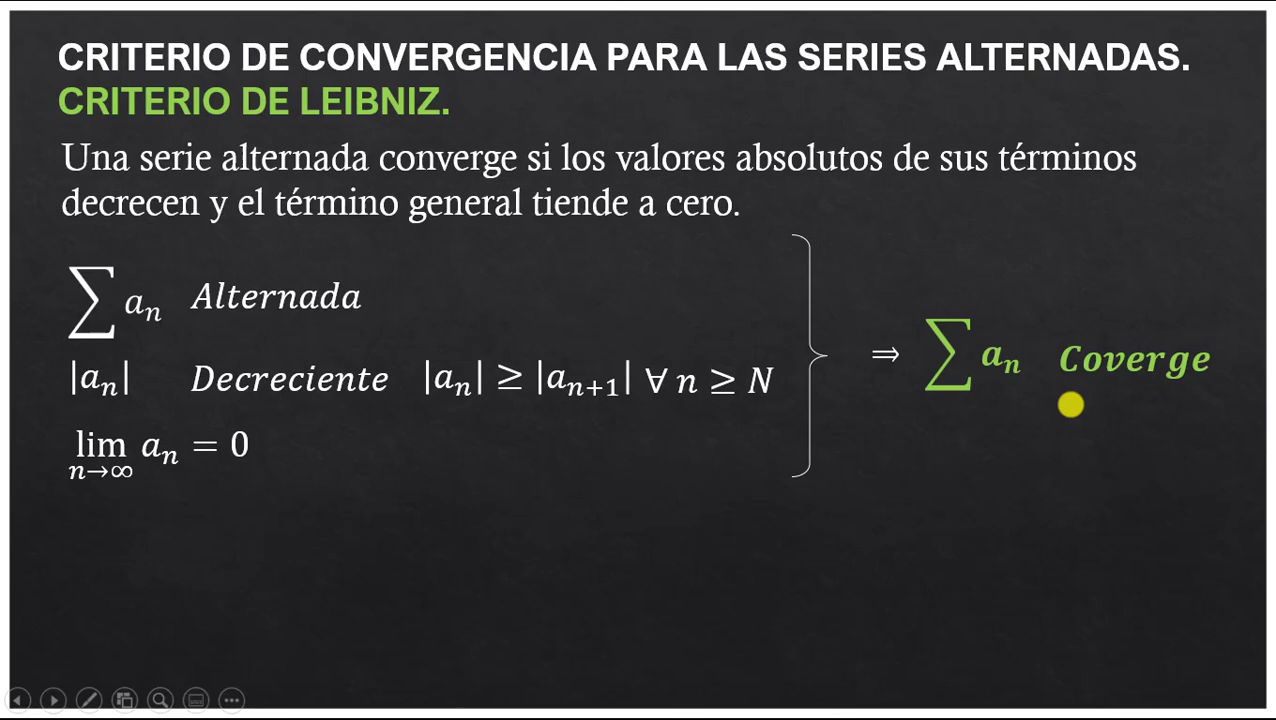 CRITERIO DE CONVERGENCIA PARA LAS SERIES ALTERNADAS.
CRITERIO DE LEIBNIZ.
Una serie alternada converge si los valores absolutos de sus términos
decrecen y el término general tiende a cero.
∑ aₙ Alternada
|aₙ| Decreciente |aₙ| ≥ |aₙ₊₁| ∀ n ≥ N
lim n→∞ aₙ = 0
⇒ ∑ aₙ Coverge